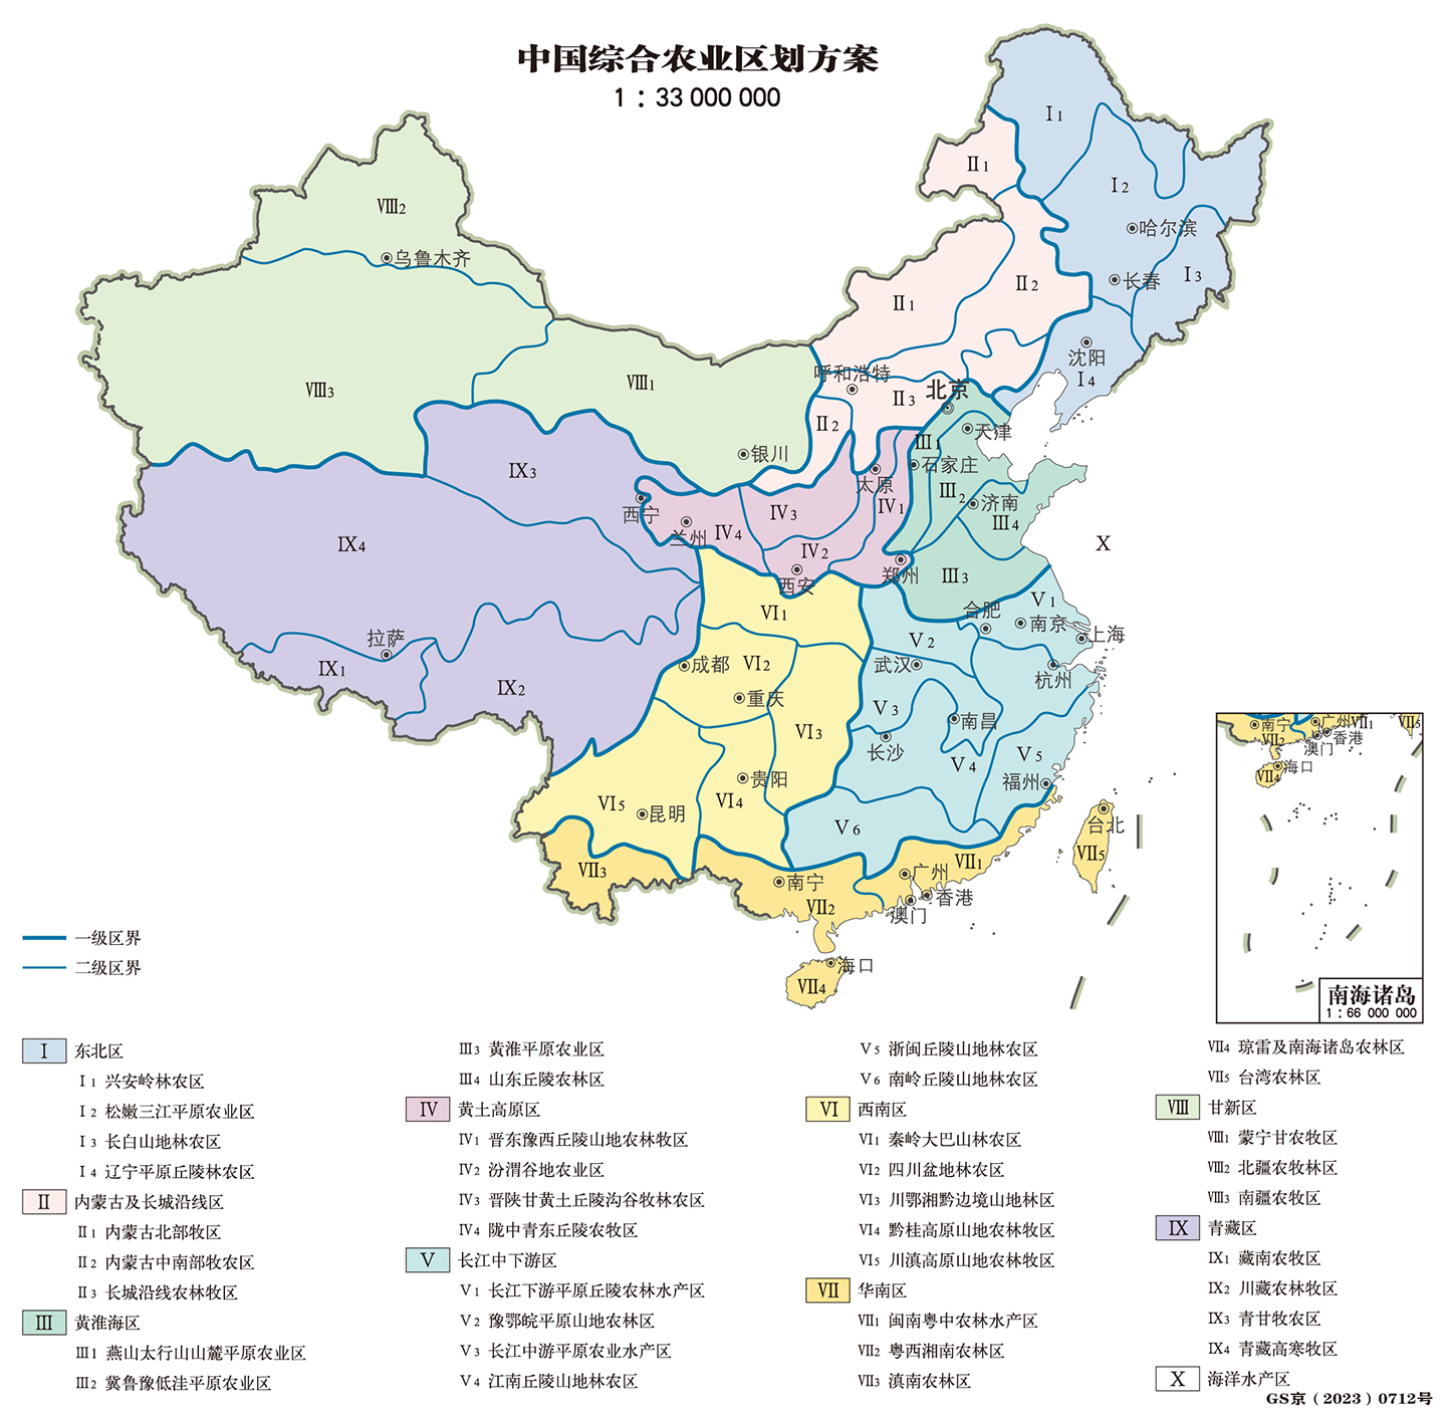 中国综合农业区划方案
1：33 000 000
Ⅰ1
Ⅱ1
Ⅰ2
Ⅷ2
哈尔滨
乌鲁木齐
Ⅰ3
长春
Ⅱ2
Ⅱ1
沈阳
Ⅰ4
呼和浩特
Ⅷ1
Ⅷ3
北京
Ⅱ3
Ⅱ2
天津
Ⅲ1
银川
石家庄
Ⅸ3
太原
Ⅲ2
济南
西宁
Ⅳ3
Ⅳ1
Ⅲ4
兰州
Ⅳ4
Ⅸ4
X
Ⅳ2
西安
郑州
Ⅲ3
Ⅵ1
合肥
Ⅴ1
南京
上海
拉萨
Ⅴ2
Ⅸ1
成都
Ⅵ2
武汉
杭州
Ⅸ2
重庆
Ⅴ3
南昌
Ⅵ3
长沙
Ⅴ4
Ⅴ5
贵阳
福州
Ⅵ5
昆明
Ⅵ4
Ⅴ6
台北
Ⅶ5
Ⅶ3
南宁
广州
Ⅶ1
Ⅶ2
香港
澳门
海口
Ⅶ4
南宁
广州
Ⅶ1
Ⅶ5
Ⅶ2
香港
澳门
海口
Ⅶ4
南海诸岛
1：66 000 000
一级区界
二级区界
Ⅰ 东北区
Ⅰ1 兴安岭林农区
Ⅰ2 松嫩三江平原农业区
Ⅰ3 长白山地林农区
Ⅰ4 辽宁平原丘陵林农区
Ⅱ 内蒙古及长城沿线区
Ⅱ1 内蒙古北部牧区
Ⅱ2 内蒙古中南部牧农区
Ⅱ3 长城沿线农林牧区
Ⅲ 黄淮海区
Ⅲ1 燕山太行山山麓平原农业区
Ⅲ2 冀鲁豫低洼平原农业区
Ⅲ3 黄淮平原农业区
Ⅲ4 山东丘陵农林区
Ⅳ 黄土高原区
Ⅳ1 晋东豫西丘陵山地农林牧区
Ⅳ2 汾渭谷地农业区
Ⅳ3 晋陕甘黄土丘陵沟谷牧林农区
Ⅳ4 陇中青东丘陵农牧区
Ⅴ 长江中下游区
Ⅴ1 长江下游平原丘陵农林水产区
Ⅴ2 豫鄂皖平原山地农林区
Ⅴ3 长江中游平原农业水产区
Ⅴ4 江南丘陵山地林农区
Ⅴ5 浙闽丘陵山地林农区
Ⅴ6 南岭丘陵山地林农区
Ⅵ 西南区
Ⅵ1 秦岭大巴山林农区
Ⅵ2 四川盆地林农区
Ⅵ3 川鄂湘黔边境山地林区
Ⅵ4 黔桂高原山地农林牧区
Ⅵ5 川滇高原山地农林牧区
Ⅶ 华南区
Ⅶ1 闽南粤中农林水产区
Ⅶ2 粤西湘南农林区
Ⅶ3 滇南农林区
Ⅶ4 琼雷及南海诸岛农林区
Ⅶ5 台湾农林区
Ⅷ 甘新区
Ⅷ1 蒙宁甘农牧区
Ⅷ2 北疆农牧林区
Ⅷ3 南疆农牧区
Ⅸ 青藏区
Ⅸ1 藏南农牧区
Ⅸ2 川藏农林牧区
Ⅸ3 青甘牧农区
Ⅸ4 青藏高寒牧区
X 海洋水产区
GS京（2023）0712号